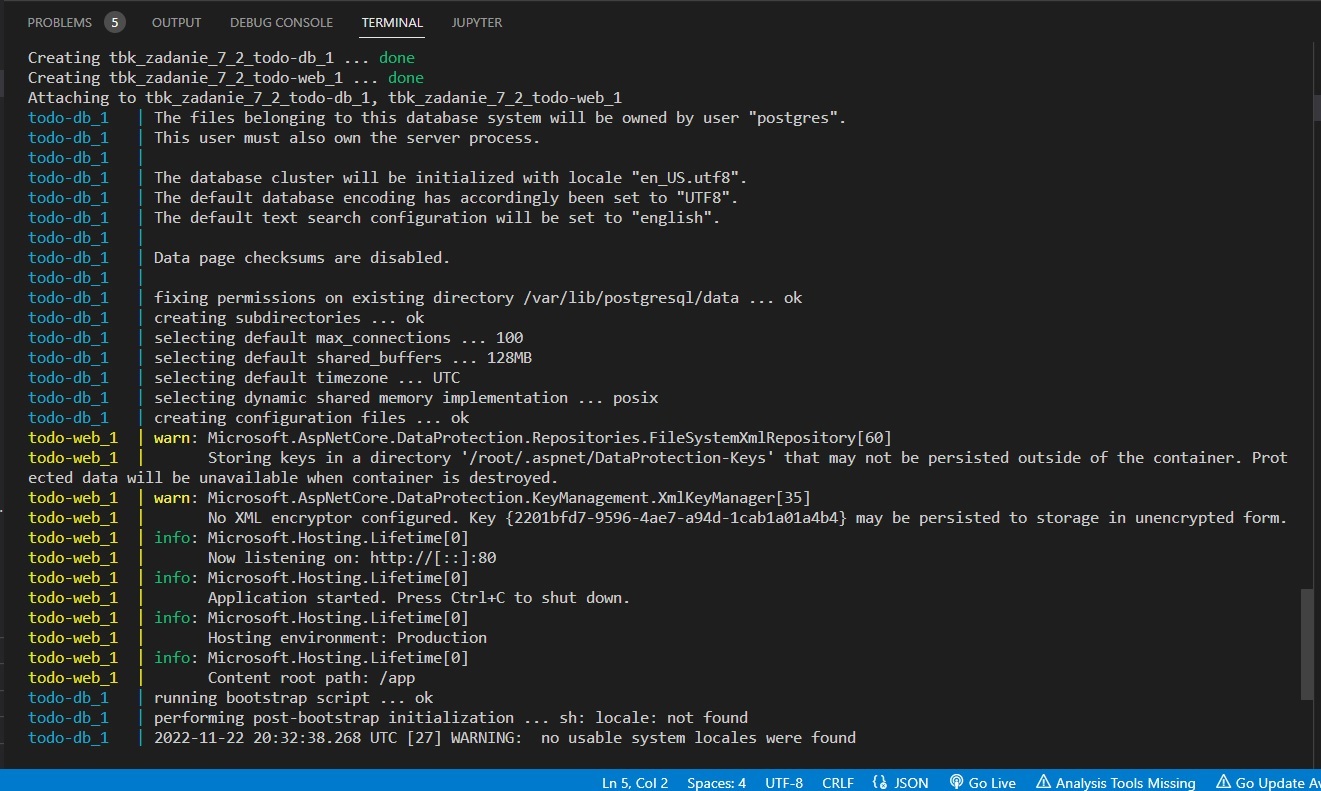 PROBLEMS 5 OUTPUT DEBUG CONSOLE TERMINAL JUPYTER
Creating tbk_zadanie_7_2_todo-db_1 ... done
Creating tbk_zadanie_7_2_todo-web_1 ... done
Attaching to tbk_zadanie_7_2_todo-db_1, tbk_zadanie_7_2_todo-web_1
todo-db_1 | The files belonging to this database system will be owned by user "postgres".
todo-db_1 | This user must also own the server process.
todo-db_1 |
todo-db_1 | The database cluster will be initialized with locale "en_US.utf8".
todo-db_1 | The default database encoding has accordingly been set to "UTF8".
todo-db_1 | The default text search configuration will be set to "english".
todo-db_1 |
todo-db_1 | Data page checksums are disabled.
todo-db_1 |
todo-db_1 | fixing permissions on existing directory /var/lib/postgresql/data ... ok
todo-db_1 | creating subdirectories ... ok
todo-db_1 | selecting default max_connections ... 100
todo-db_1 | selecting default shared_buffers ... 128MB
todo-db_1 | selecting default timezone ... UTC
todo-db_1 | selecting dynamic shared memory implementation ... posix
todo-db_1 | creating configuration files ... ok
todo-web_1 | warn: Microsoft.AspNetCore.DataProtection.Repositories.FileSystemXmlRepository[60]
todo-web_1 | Storing keys in a directory '/root/.aspnet/DataProtection-Keys' that may not be persisted outside of the container. Prot
ected data will be unavailable when container is destroyed.
todo-web_1 | warn: Microsoft.AspNetCore.DataProtection.KeyManagement.XmlKeyManager[35]
todo-web_1 | No XML encryptor configured. Key {2201bfd7-9596-4ae7-a94d-1cab1a01a4b4} may be persisted to storage in unencrypted form.
todo-web_1 | info: Microsoft.Hosting.Lifetime[0]
todo-web_1 | Now listening on: http://[::]:80
todo-web_1 | info: Microsoft.Hosting.Lifetime[0]
todo-web_1 | Application started. Press Ctrl+C to shut down.
todo-web_1 | info: Microsoft.Hosting.Lifetime[0]
todo-web_1 | Hosting environment: Production
todo-web_1 | info: Microsoft.Hosting.Lifetime[0]
todo-web_1 | Content root path: /app
todo-db_1 | running bootstrap script ... ok
todo-db_1 | performing post-bootstrap initialization ... sh: locale: not found
todo-db_1 | 2022-11-22 20:32:38.268 UTC [27] WARNING: no usable system locales were found
Ln 5, Col 2 Spaces: 4 UTF-8 CRLF {} JSON Go Live Analysis Tools Missing Go Update Av